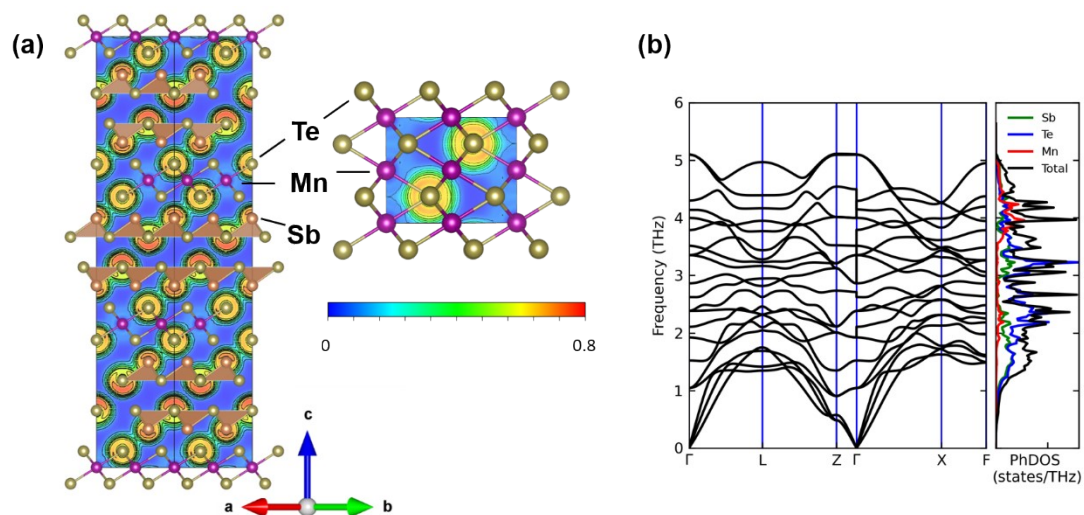 (a)
Te
Mn
Sb
0
0.8
c
a
b
(b)
Frequency (THz)
6
5
4
3
2
1
0
Γ
L
Z
Γ
X
F
Sb
Te
Mn
Total
PhDOS
(states/THz)